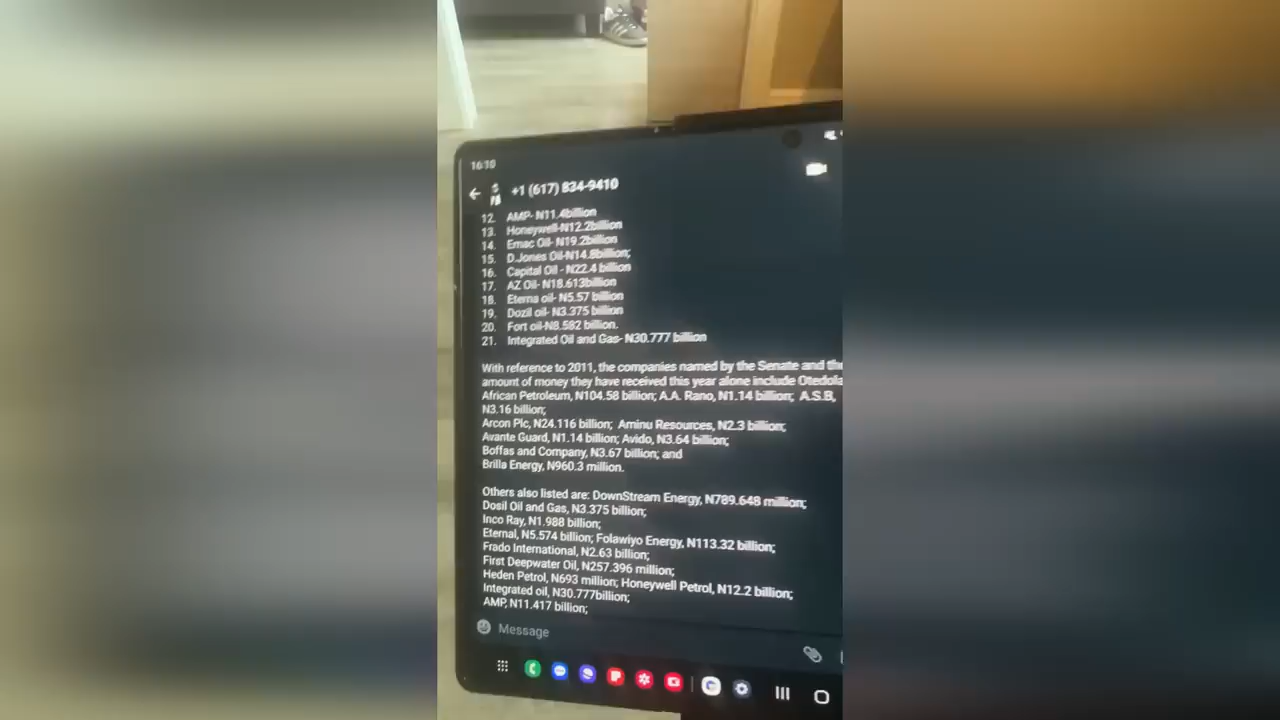 16:10
+1 (617) 834-9410
12. AMP- N11.4billion
13. Honeywell-N12.2billion
14. Emac Oil- N19.2billion
15. D.Jones Oil-N14.8billion;
16. Capital Oil - N22.4 billion
17. AZ Oil- N18.613billion
18. Eterna oil- N5.57 billion
19. Dozil oil- N3.375 billion
20. Fort oil-N8.582 billion.
21. Integrated Oil and Gas- N30.777 billion
With reference to 2011, the companies named by the Senate and the
amount of money they have received this year alone include Otedola
African Petroleum, N104.58 billion; A.A. Rano, N1.14 billion; A.S.B,
N3.16 billion;
Arcon Plc, N24.116 billion; Aminu Resources, N2.3 billion;
Avante Guard, N1.14 billion; Avido, N3.64 billion;
Boffas and Company, N3.67 billion; and
Brilla Energy, N960.3 million.
Others also listed are: DownStream Energy, N789.648 million;
Dosil Oil and Gas, N3.375 billion;
Inco Ray, N1.988 billion;
Eternal, N5.574 billion; Folawiyo Energy, N113.32 billion;
Frado International, N2.63 billion;
First Deepwater Oil, N257.396 million;
Heden Petrol, N693 million; Honeywell Petrol, N12.2 billion;
Integrated oil, N30.777billion;
AMP, N11.417 billion;
Message